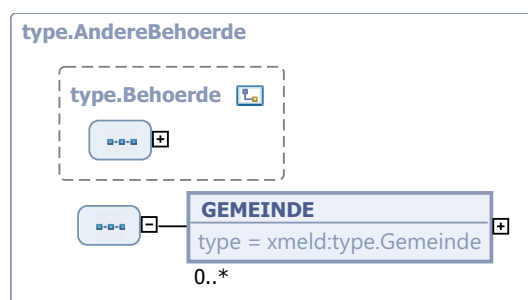 type.AndereBehoerde
type.Behoerde
GEMEINDE
type = xmeld:type.Gemeinde
0..*